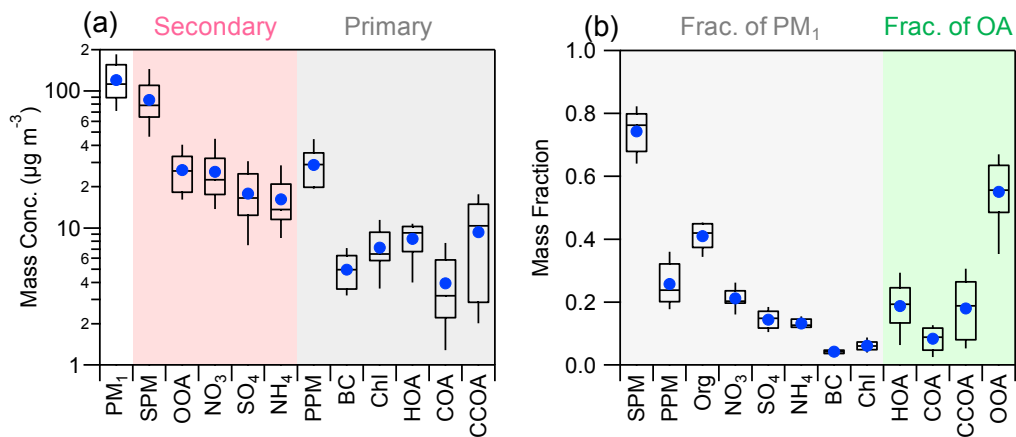 (a)
Secondary
Primary
Mass Conc. (µg m⁻³)
2
100
8
6
4
2
10
8
6
4
2
1
PM₁
SPM
OOA
NO₃
SO₄
NH₄
PPM
BC
Chl
HOA
COA
CCOA
(b)
Frac. of PM₁
Frac. of OA
Mass Fraction
1.0
0.8
0.6
0.4
0.2
0.0
SPM
PPM
Org
NO₃
SO₄
NH₄
BC
Chl
HOA
COA
CCOA
OOA